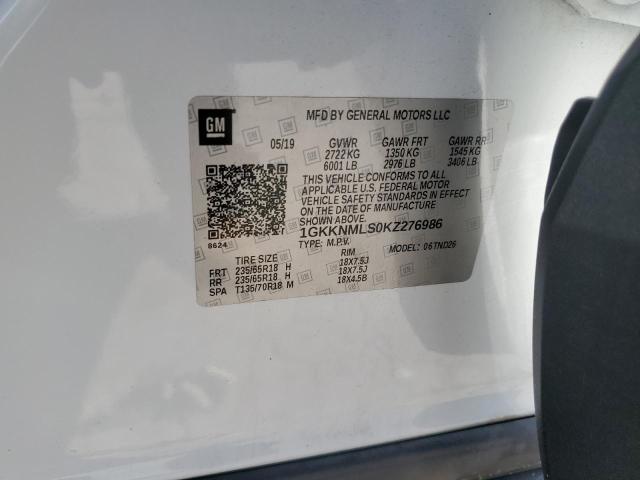 GM
MFD BY GENERAL MOTORS LLC
05/19 GVWR GAWR FRT GAWR RR
2722 KG 1350 KG 1545 KG
6001 LB 2976 LB 3406 LB
THIS VEHICLE CONFORMS TO ALL
APPLICABLE U.S. FEDERAL MOTOR
VEHICLE SAFETY STANDARDS IN EFFECT
ON THE DATE OF MANUFACTURE
SHOWN ABOVE.
1GKKNMLS0KZ276986
8624
TYPE: M.P.V. MODEL: 06TND26
TIRE SIZE RIM
FRT 235/65R18 H 18X7.5J
RR 235/65R18 H 18X7.5J
SPA T135/70R18 M 18X4.5B